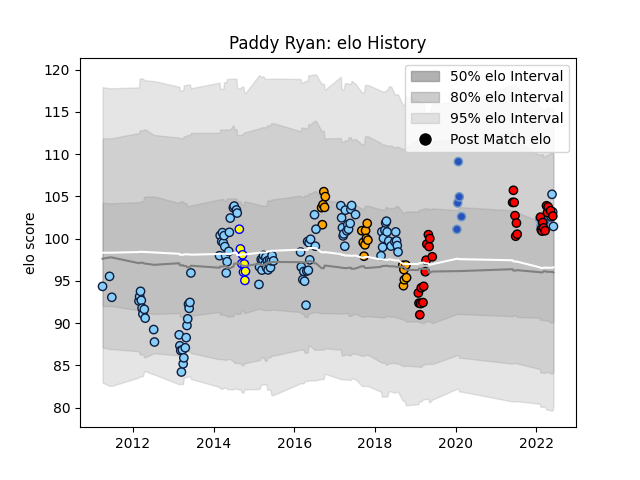 Paddy Ryan: elo History
120
115
110
105
100
95
90
85
80
elo score
50% elo Interval
80% elo Interval
95% elo Interval
Post Match elo
2012 2014 2016 2018 2020 2022